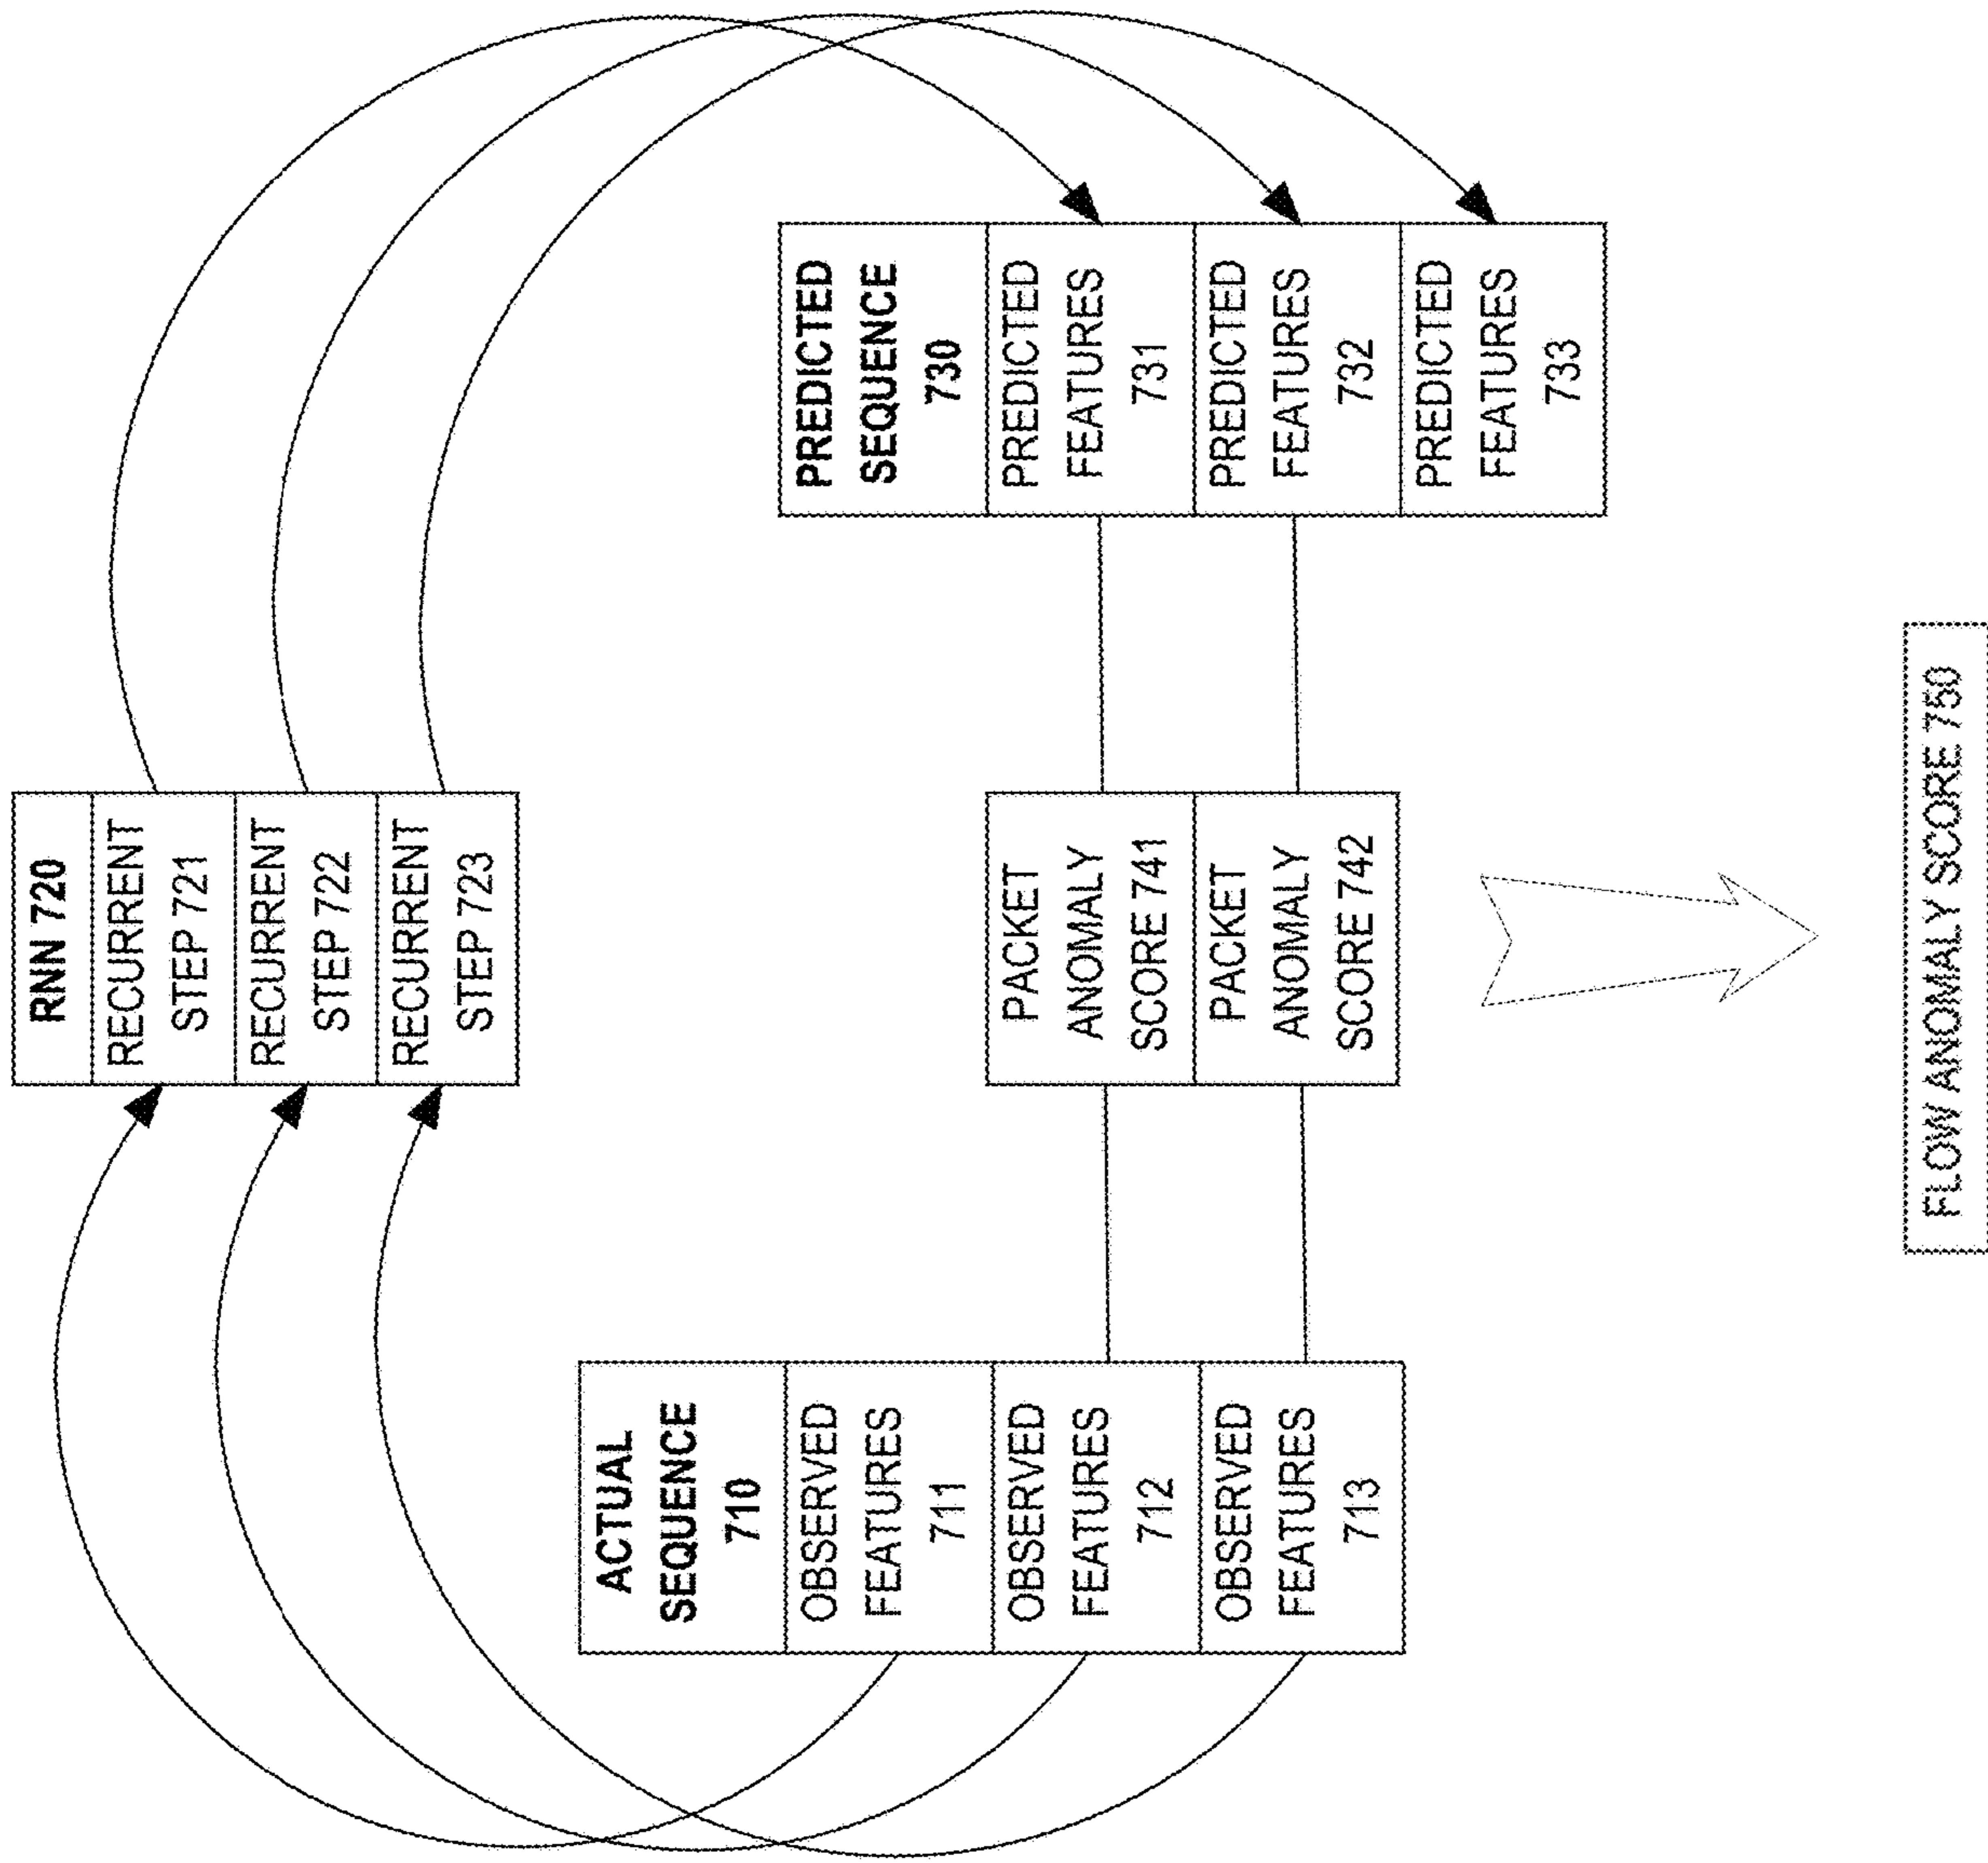 RNN 720
RECURRENT
STEP 721
RECURRENT
STEP 722
RECURRENT
STEP 723
ACTUAL
SEQUENCE
710
OBSERVED
FEATURES
711
OBSERVED
FEATURES
712
OBSERVED
FEATURES
713
PACKET
ANOMALY
SCORE 741
PACKET
ANOMALY
SCORE 742
PREDICTED
SEQUENCE
730
PREDICTED
FEATURES
731
PREDICTED
FEATURES
732
PREDICTED
FEATURES
733
FLOW ANOMALY SCORE 750